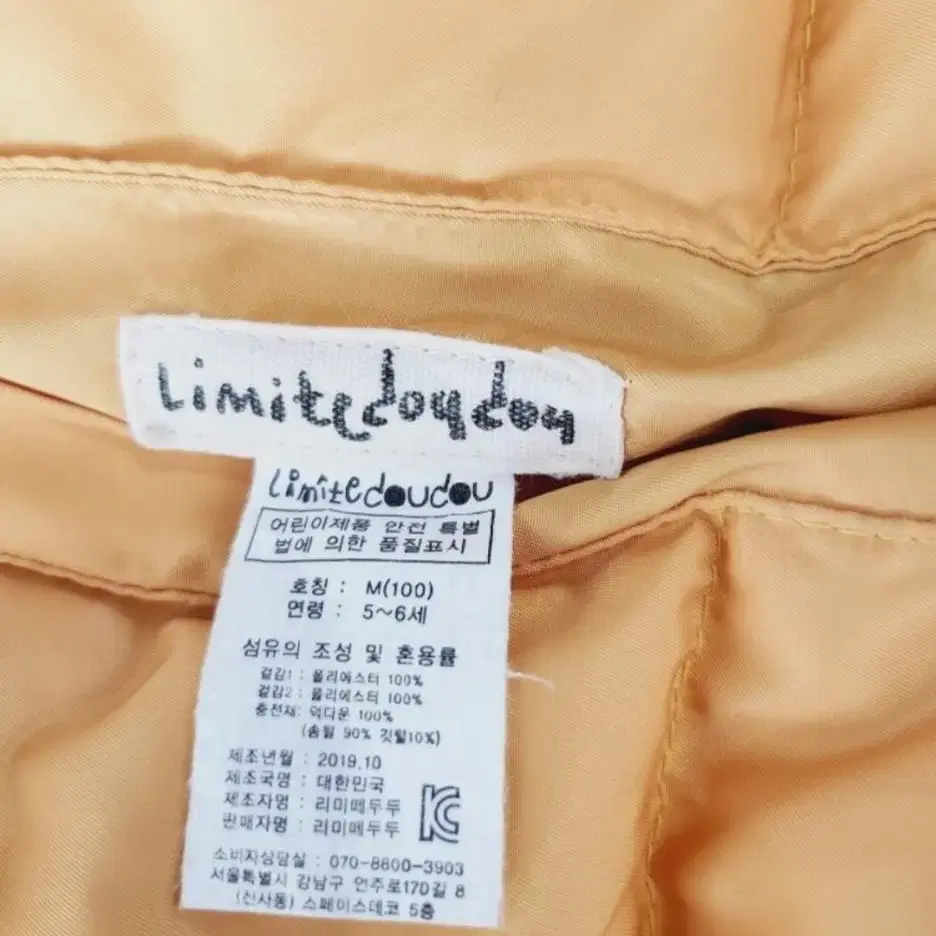 Limitedoudou
Limitedoudou
어린이제품 안전 특별
법에 의한 품질표시
호칭 : M(100)
연령 : 5~6세
섬유의 조성 및 혼용률
겉감1 : 폴리에스터 100%
겉감2 : 폴리에스터 100%
충전재: 덕다운 100%
(솜털 90% 깃털10%)
제조년월 : 2019.10
제조국명 : 대한민국
제조자명 : 리미떼두두
판매자명 : 리미떼두두
KC
소비자상담실 : 070-8600-3903
서울특별시 강남구 언주로170길 8
(신사동) 스페이스데코 5층